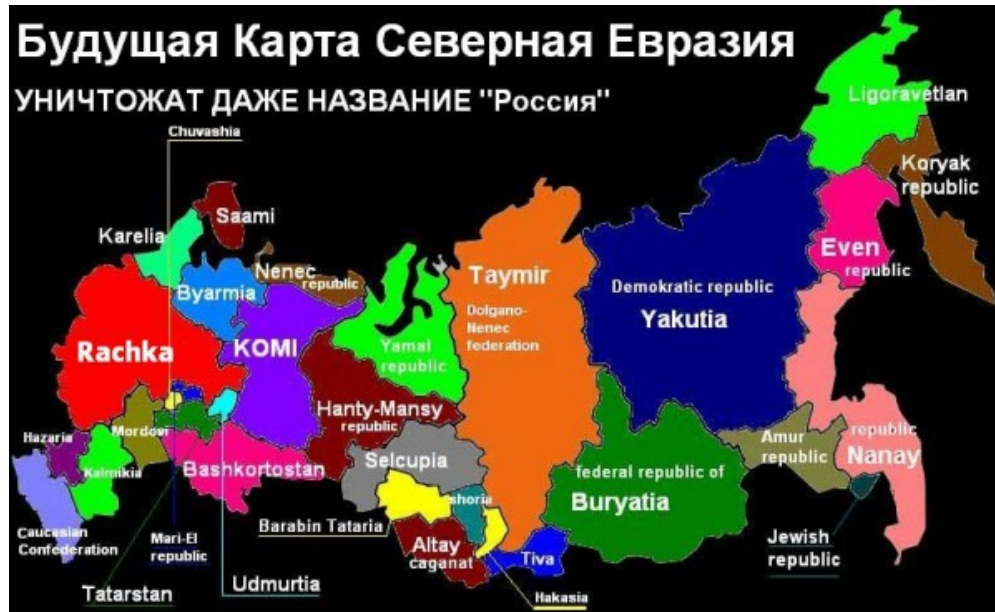 Будущая Карта Северная Евразия
УНИЧТОЖАТ ДАЖЕ НАЗВАНИЕ "Россия"
Chuvashia
Ligoravetlan
Koryak
republic
Saami
Karelia
Nenec
republic
Byarmia
Taymir
Even
republic
Demokratic republic
Yakutia
Dolgano-
Nenec
federation
Rachka
KOMI
Yamal
republic
Hanty-Mansy
republic
Hazaria
Mordovi
Kalmikia
Bashkortostan
Selcupia
Amur
republic
republic
Nanay
federal republic of
Buryatia
shoria
Caucasian
Confederation
Mari-El
republic
Barabin Tataria
Altay
caganat
Tiva
Jewish
republic
Tatarstan
Udmurtia
Hakasia